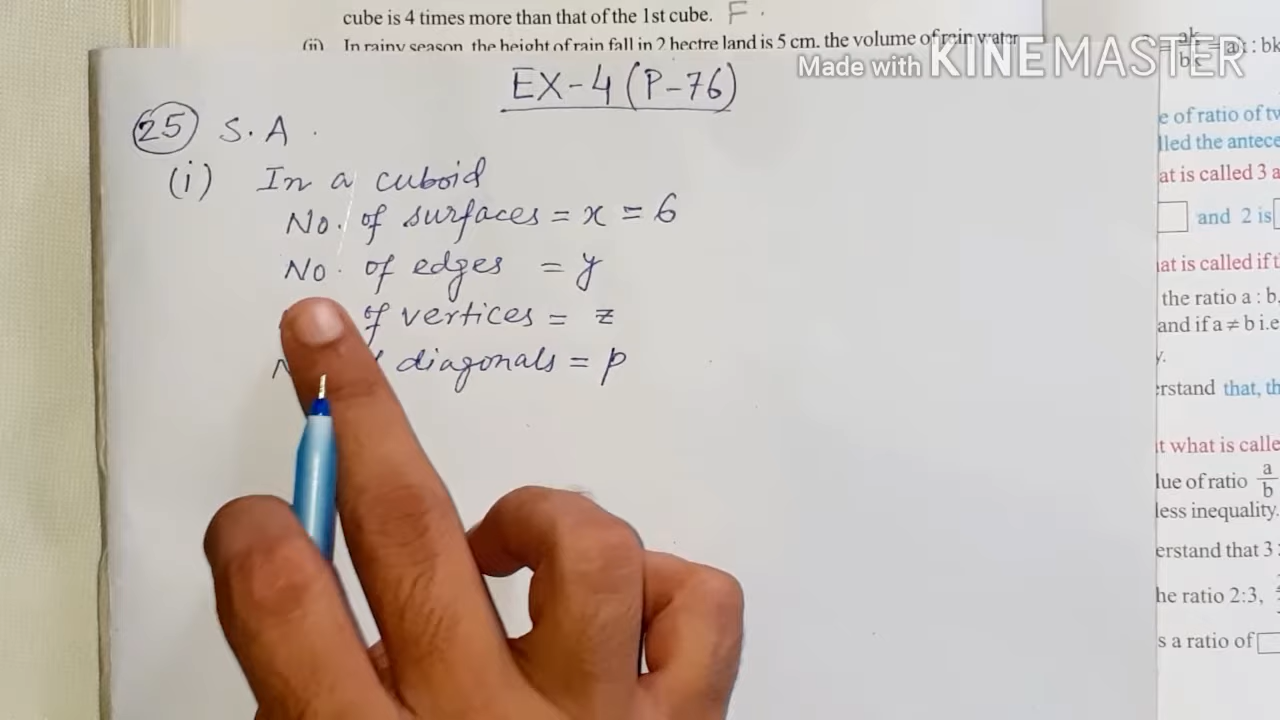 cube is 4 times more than that of the 1st cube. F.
(ii) In rainy season, the height of rain fall in 2 hectre land is 5 cm. the volume of rain water
Made with KINEMASTER
= ak/bk = ak : bk
EX-4 (P-76)
25 S.A.
(i) In a cuboid
No. of surfaces = x = 6
No. of edges = y
of vertices = z
diagonals = p
e of ratio of tw
lled the antece
at is called 3 a
and 2 is
at is called if t
the ratio a : b,
and if a ≠ b i.e
y.
erstand that, th
t what is calle
lue of ratio a/b
less inequality.
erstand that 3 :
he ratio 2:3,
s a ratio of